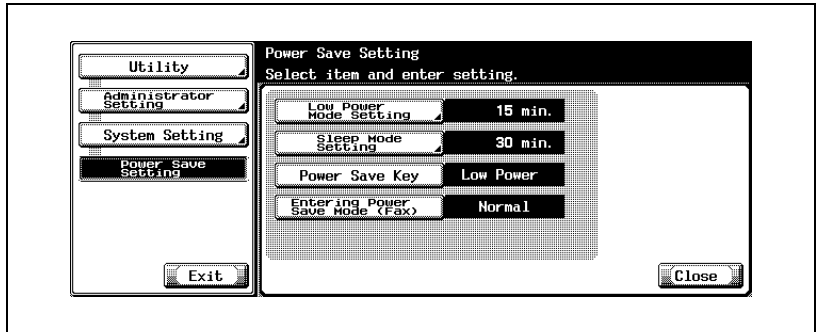 Utility
Administrator
Setting
System Setting
Power Save
Setting
Exit
Power Save Setting
Select item and enter setting.
Low Power
Mode Setting
15 min.
Sleep Mode
Setting
30 min.
Power Save Key
Low Power
Entering Power
Save Mode (Fax)
Normal
Close